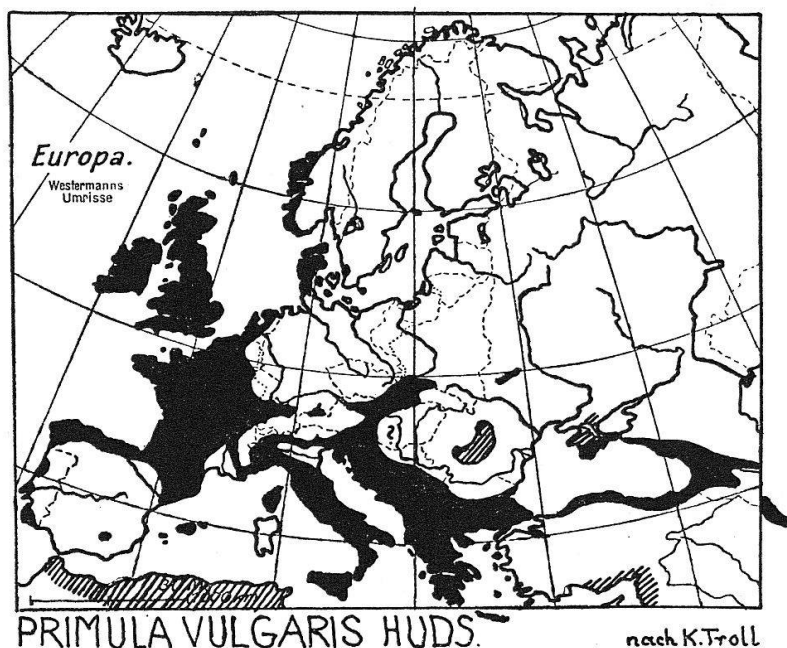 Europa.
Westermanns
Umrisse
PRIMULA VULGARIS HUDS.
nach K.Troll